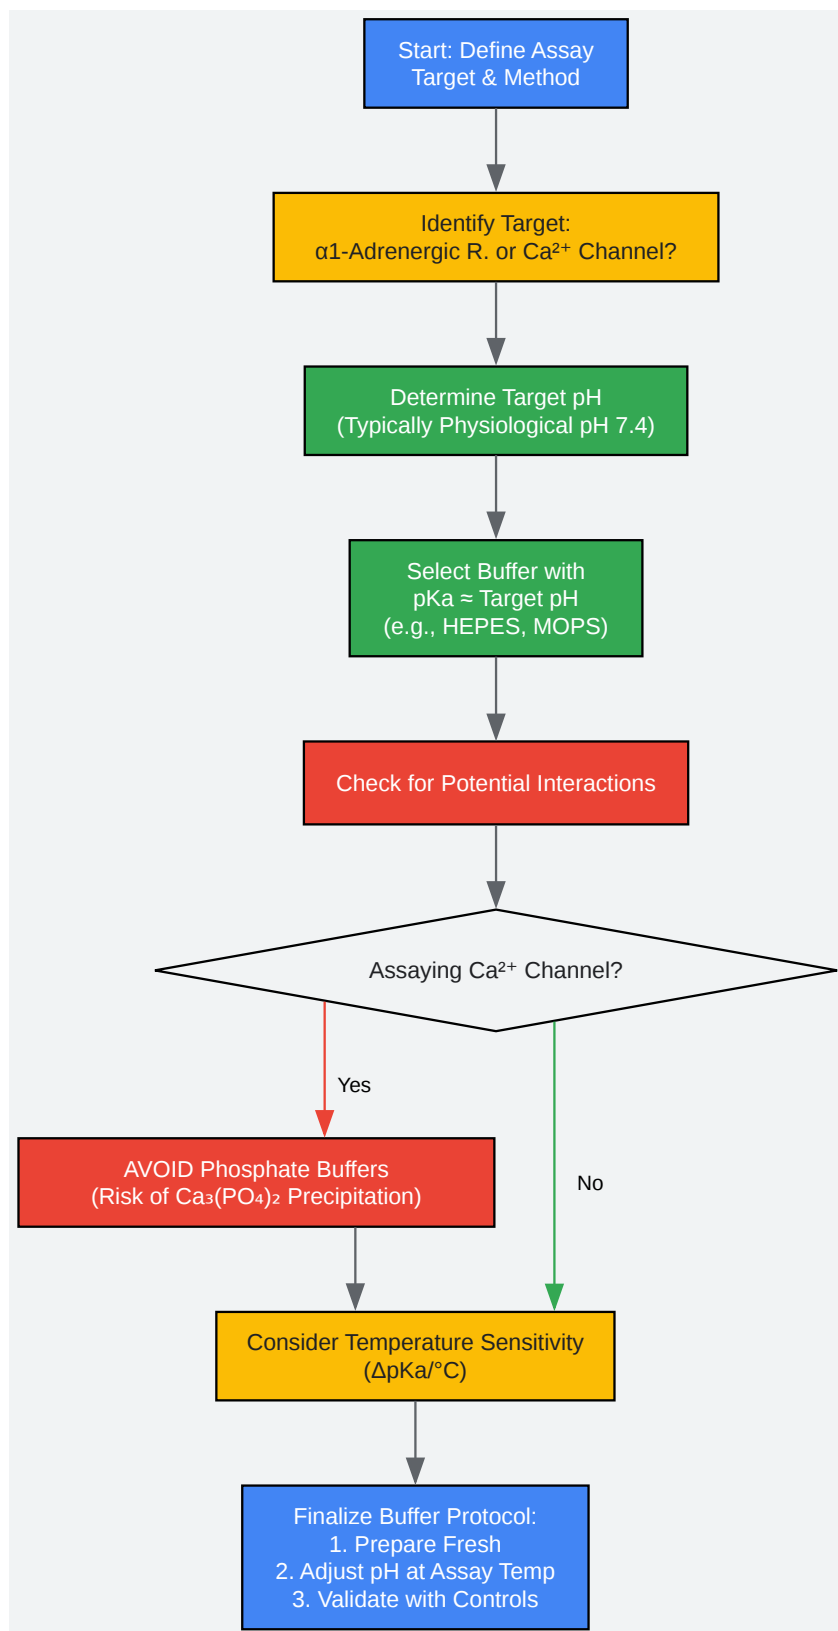 Start: Define Assay
Target & Method
Identify Target:
α1-Adrenergic R. or Ca²⁺ Channel?
Determine Target pH
(Typically Physiological pH 7.4)
Select Buffer with
pKa ≈ Target pH
(e.g., HEPES, MOPS)
Check for Potential Interactions
Assaying Ca²⁺ Channel?
Yes
AVOID Phosphate Buffers
(Risk of Ca₃(PO₄)₂ Precipitation)
No
Consider Temperature Sensitivity
(ΔpKa/°C)
Finalize Buffer Protocol:
1. Prepare Fresh
2. Adjust pH at Assay Temp
3. Validate with Controls